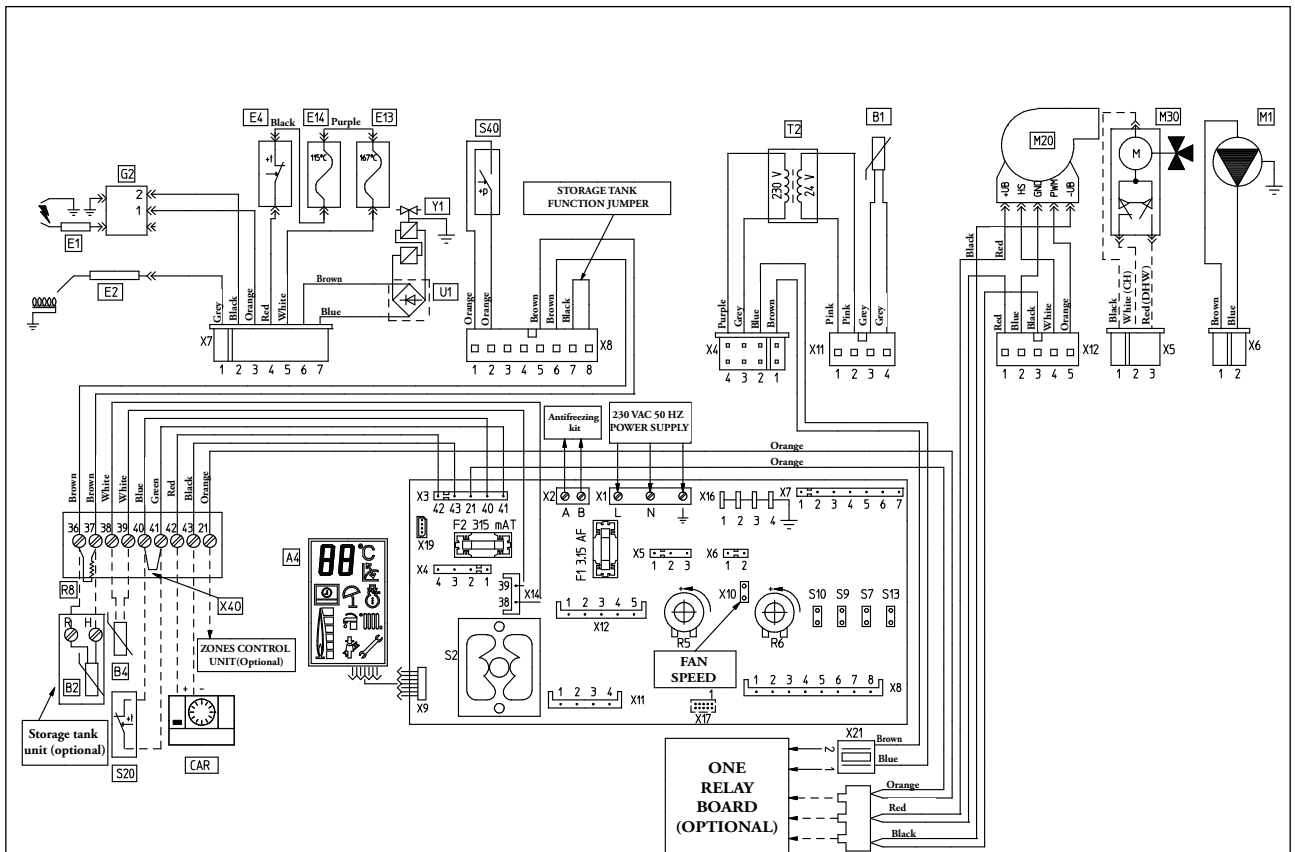 E4
Black
E14
Purple
E13
S40
T2
B1
M20
M30
M1
115°C
167°C
+t
+p
230 V
24 V
M
+UB
HS
GND
PWM
-UB
G2
2
1
E1
E2
Y1
U1
STORAGE TANK
FUNCTION JUMPER
Brown
Blue
Grey
Black
Orange
Red
White
X7
1 2 3 4 5 6 7
Orange
Orange
Brown
Brown
Black
X8
1 2 3 4 5 6 7 8
Purple
Grey
Blue
Brown
X4
4 3 2 1
Pink
Pink
Grey
Grey
X11
1 2 3 4
Black
Red
Red
Blue
Black
White
Orange
X12
1 2 3 4 5
Black
White (CH)
Red(DHW)
X5
1 2 3
Brown
Blue
X6
1 2
Antifreezing
kit
230 VAC 50 HZ
POWER SUPPLY
Orange
Orange
Brown
Brown
White
White
Blue
Green
Red
Black
Orange
36 37 38 39 40 41 42 43 21
R8
X40
R H
B2
B4
Storage tank
unit (optional)
+t
S20
+ -
CAR
ZONES CONTROL
UNIT(Optional)
A4
88°C
X3
42 43 21 40 41
X2
A B
X1
L N
X16
1 2 3 4
X7
1 2 3 4 5 6 7
X19
F2 315 mAT
F1 3.15 AF
X4
4 3 2 1
X14
39
38
X5
1 2 3
X6
1 2
X12
1 2 3 4 5
X10
+
R5
+
R6
S10 S9 S7 S13
FAN
SPEED
S2
X9
X11
1 2 3 4
1
X17
1 2 3 4 5 6 7 8
X8
ONE
RELAY
BOARD
(OPTIONAL)
X21
2
1
Brown
Blue
Orange
Red
Black